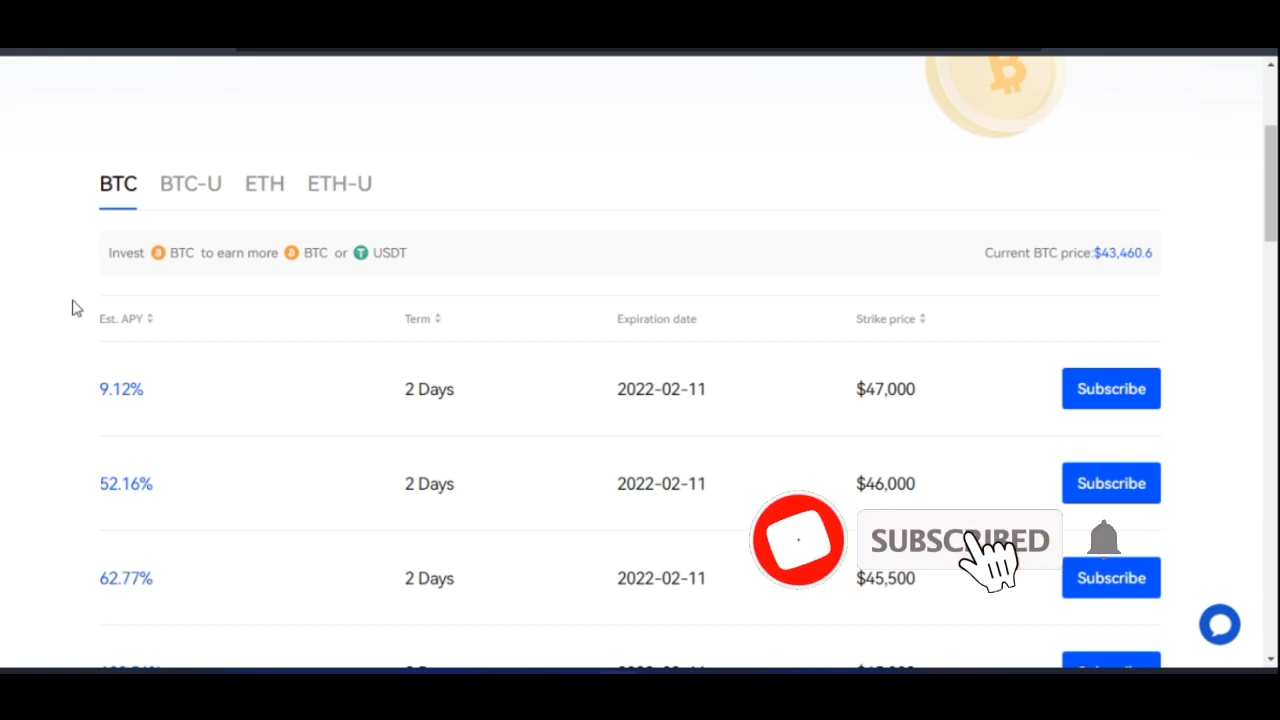 BTC BTC-U ETH ETH-U
Invest BTC to earn more BTC or USDT Current BTC price:$43,460.6
Est. APY Term Expiration date Strike price
9.12% 2 Days 2022-02-11 $47,000 Subscribe
52.16% 2 Days 2022-02-11 $46,000 Subscribe
SUBSCRIBED
62.77% 2 Days 2022-02-11 $45,500 Subscribe